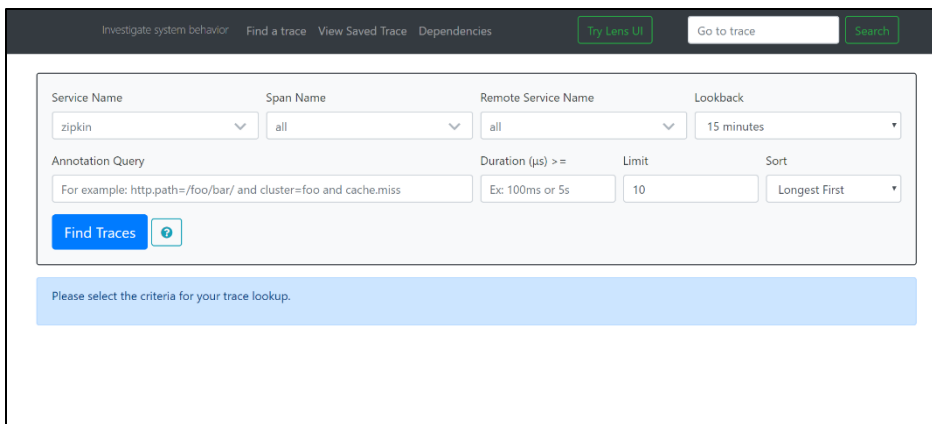 Investigate system behavior Find a trace View Saved Trace Dependencies Try Lens UI Go to trace Search
Service Name Span Name Remote Service Name Lookback
zipkin all all 15 minutes
Annotation Query Duration (μs) >= Limit Sort
For example: http.path=/foo/bar/ and cluster=foo and cache.miss Ex: 100ms or 5s 10 Longest First
Find Traces ?
Please select the criteria for your trace lookup.